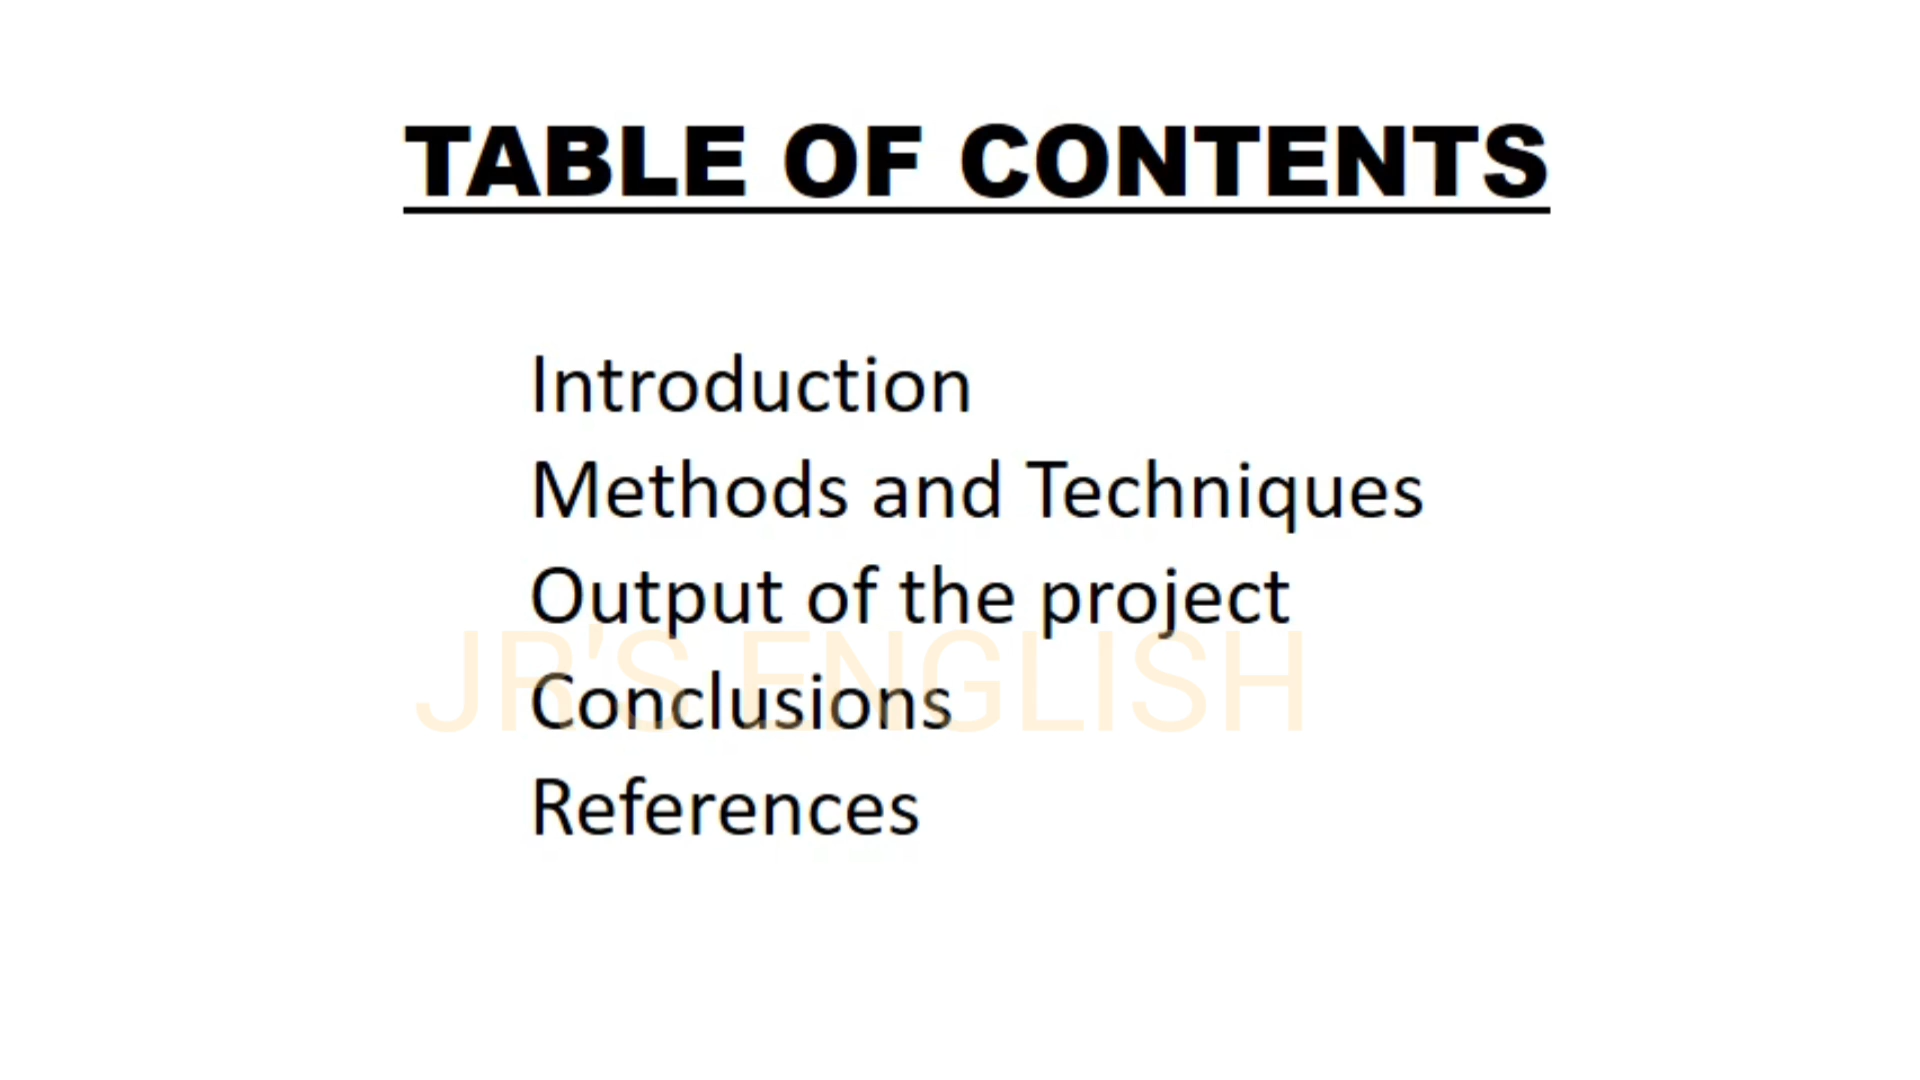 TABLE OF CONTENTS
Introduction
Methods and Techniques
Output of the project
JR'S ENGLISH
Conclusions
References